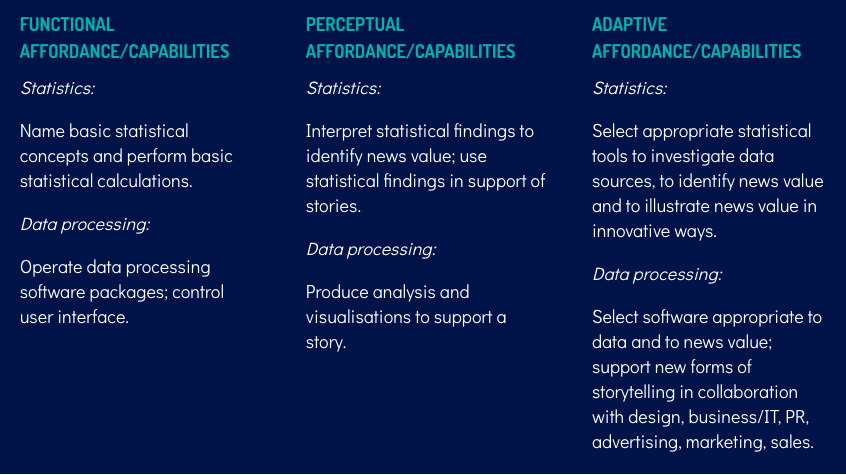 FUNCTIONAL
AFFORDANCE/CAPABILITIES
Statistics:
Name basic statistical
concepts and perform basic
statistical calculations.
Data processing:
Operate data processing
software packages; control
user interface.
PERCEPTUAL
AFFORDANCE/CAPABILITIES
Statistics:
Interpret statistical findings to
identify news value; use
statistical findings in support of
stories.
Data processing:
Produce analysis and
visualisations to support a
story.
ADAPTIVE
AFFORDANCE/CAPABILITIES
Statistics:
Select appropriate statistical
tools to investigate data
sources, to identify news value
and to illustrate news value in
innovative ways.
Data processing:
Select software appropriate to
data and to news value;
support new forms of
storytelling in collaboration
with design, business/IT, PR,
advertising, marketing, sales.